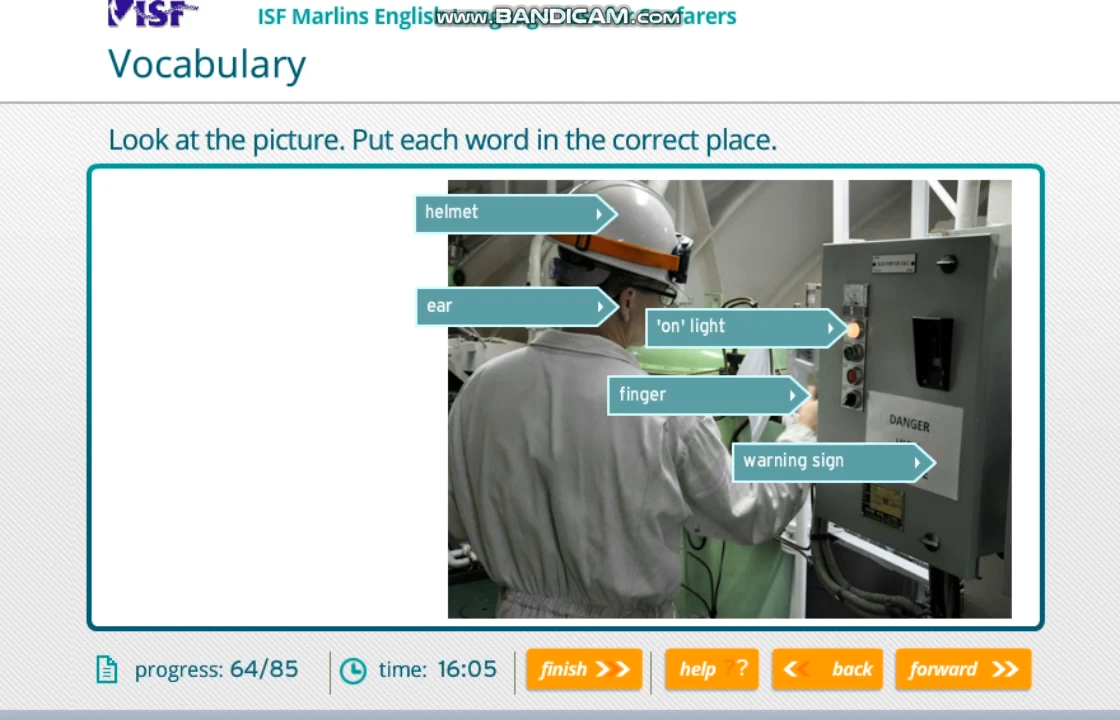 ISF
ISF Marlins English
www.BANDICAM.com
farers
Vocabulary
Look at the picture. Put each word in the correct place.
helmet
ear
'on' light
finger
DANGER
warning sign
progress: 64/85
time: 16:05
finish
help ??
back
forward